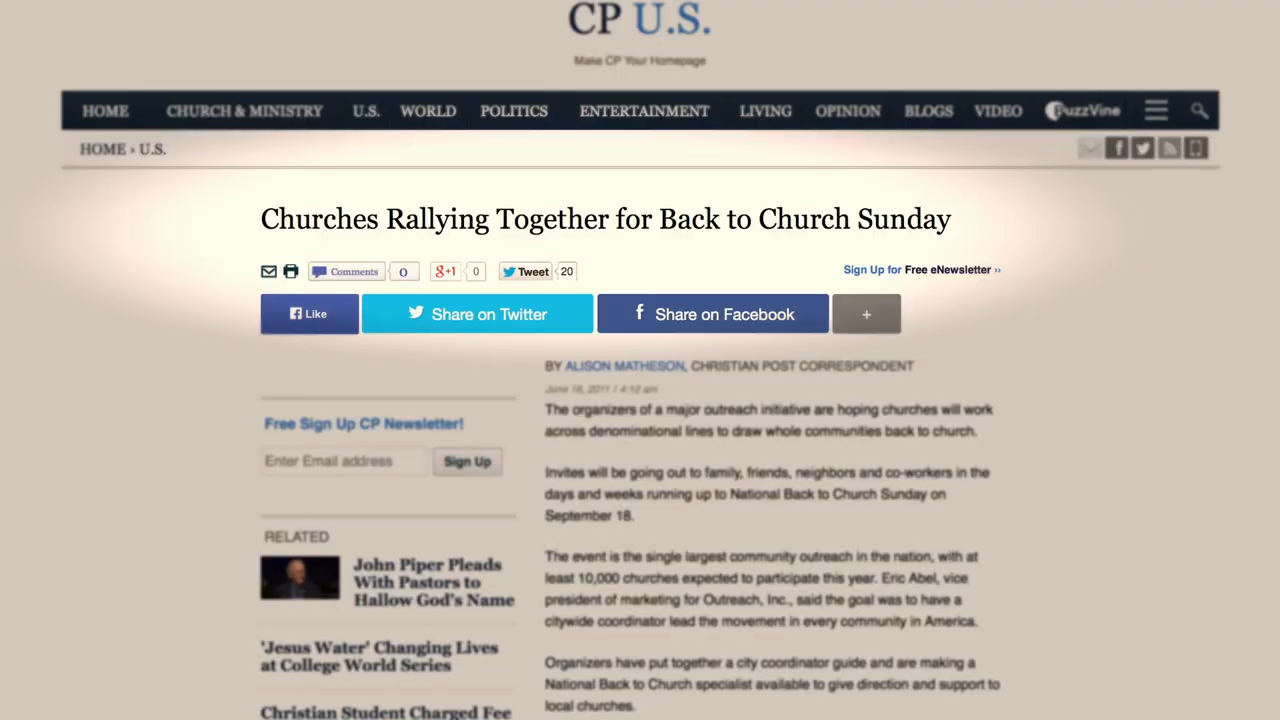 CP U.S.
Make CP Your Homepage
HOME CHURCH & MINISTRY U.S. WORLD POLITICS ENTERTAINMENT LIVING OPINION BLOGS VIDEO BuzzVine
HOME › U.S.
Churches Rallying Together for Back to Church Sunday
Comments 0 g+1 0 Tweet 20
Sign Up for Free eNewsletter ››
Like Share on Twitter Share on Facebook +
Free Sign Up CP Newsletter!
Enter Email address Sign Up
RELATED
John Piper Pleads
With Pastors to
Hallow God's Name
'Jesus Water' Changing Lives
at College World Series
Christian Student Charged Fee
BY ALISON MATHESON, CHRISTIAN POST CORRESPONDENT
June 16, 2011 / 4:12 am
The organizers of a major outreach initiative are hoping churches will work
across denominational lines to draw whole communities back to church.
Invites will be going out to family, friends, neighbors and co-workers in the
days and weeks running up to National Back to Church Sunday on
September 18.
The event is the single largest community outreach in the nation, with at
least 10,000 churches expected to participate this year. Eric Abel, vice
president of marketing for Outreach, Inc., said the goal was to have a
citywide coordinator lead the movement in every community in America.
Organizers have put together a city coordinator guide and are making a
National Back to Church specialist available to give direction and support to
local churches.